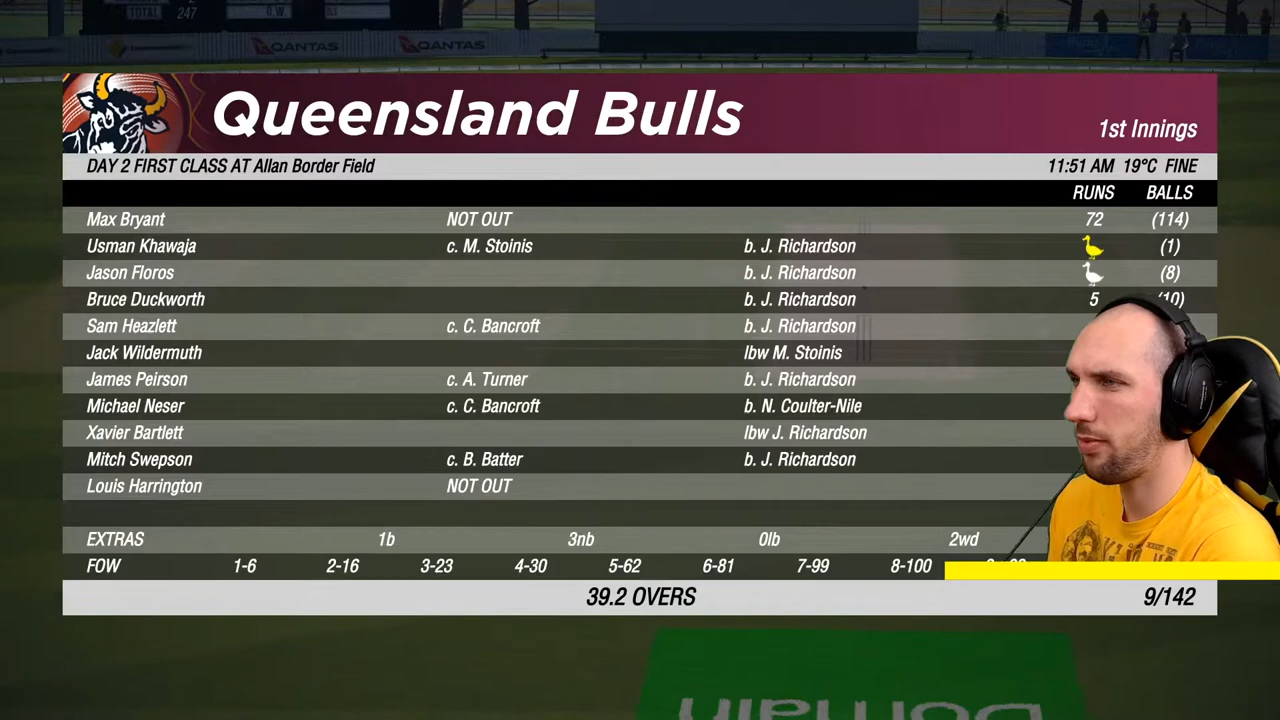 TOTAL 247
QANTAS QANTAS
Queensland Bulls
1st Innings
DAY 2 FIRST CLASS AT Allan Border Field 11:51 AM 19°C FINE
RUNS BALLS
Max Bryant NOT OUT 72 (114)
Usman Khawaja c. M. Stoinis b. J. Richardson (1)
Jason Floros b. J. Richardson (8)
Bruce Duckworth b. J. Richardson 5 (10)
Sam Heazlett c. C. Bancroft b. J. Richardson
Jack Wildermuth lbw M. Stoinis
James Peirson c. A. Turner b. J. Richardson
Michael Neser c. C. Bancroft b. N. Coulter-Nile
Xavier Bartlett lbw J. Richardson
Mitch Swepson c. B. Batter b. J. Richardson
Louis Harrington NOT OUT
EXTRAS 1b 3nb 0lb 2wd
FOW 1-6 2-16 3-23 4-30 5-62 6-81 7-99 8-100
39.2 OVERS 9/142
Domain